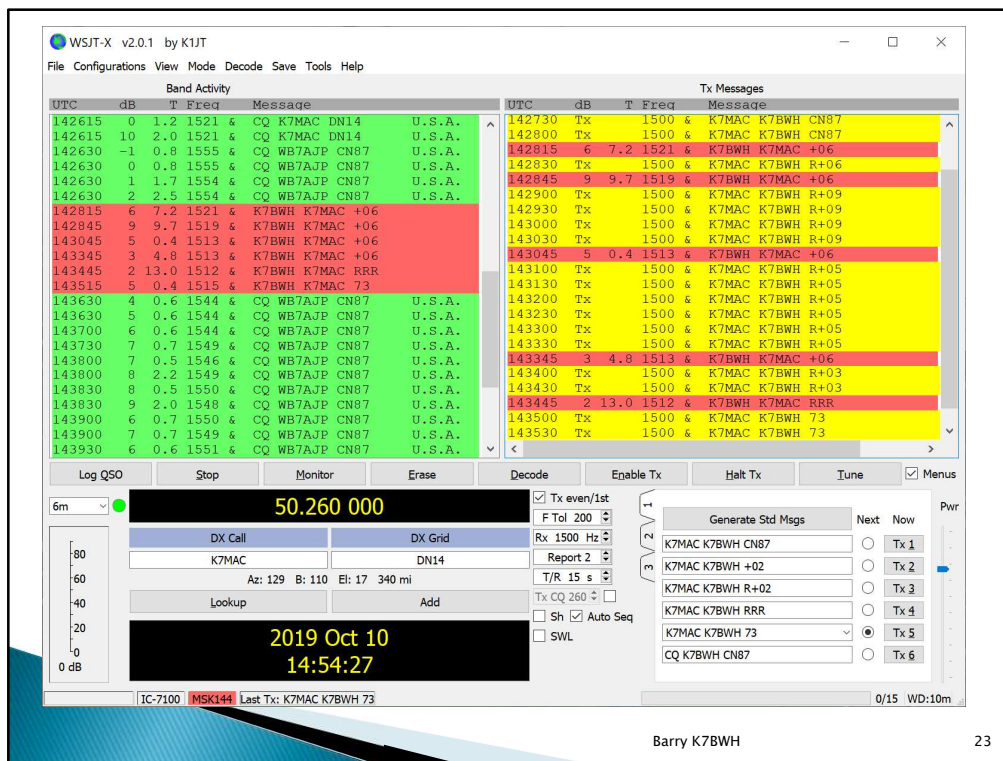 WSJT-X v2.0.1 by K1JT
File Configurations View Mode Decode Save Tools Help
Band Activity
UTC dB T Freq Message
142615 0 1.2 1521 & CQ K7MAC DN14 U.S.A.
142615 10 2.0 1521 & CQ K7MAC DN14 U.S.A.
142630 -1 0.8 1555 & CQ WB7AJP CN87 U.S.A.
142630 0 0.8 1555 & CQ WB7AJP CN87 U.S.A.
142630 1 1.7 1554 & CQ WB7AJP CN87 U.S.A.
142630 2 2.5 1554 & CQ WB7AJP CN87 U.S.A.
142815 6 7.2 1521 & K7BWH K7MAC +06
142845 9 9.7 1519 & K7BWH K7MAC +06
143045 5 0.4 1513 & K7BWH K7MAC +06
143345 3 4.8 1513 & K7BWH K7MAC +06
143445 2 13.0 1512 & K7BWH K7MAC RRR
143515 5 0.4 1515 & K7BWH K7MAC 73
143630 4 0.6 1544 & CQ WB7AJP CN87 U.S.A.
143630 5 0.6 1544 & CQ WB7AJP CN87 U.S.A.
143700 6 0.6 1544 & CQ WB7AJP CN87 U.S.A.
143730 7 0.7 1549 & CQ WB7AJP CN87 U.S.A.
143800 7 0.5 1546 & CQ WB7AJP CN87 U.S.A.
143800 8 2.2 1549 & CQ WB7AJP CN87 U.S.A.
143830 8 0.5 1550 & CQ WB7AJP CN87 U.S.A.
143830 9 2.0 1548 & CQ WB7AJP CN87 U.S.A.
143900 6 0.7 1550 & CQ WB7AJP CN87 U.S.A.
143900 7 0.7 1549 & CQ WB7AJP CN87 U.S.A.
143930 6 0.6 1551 & CQ WB7AJP CN87 U.S.A.
Tx Messages
UTC dB T Freq Message
142730 Tx 1500 & K7MAC K7BWH CN87
142800 Tx 1500 & K7MAC K7BWH CN87
142815 6 7.2 1521 & K7BWH K7MAC +06
142830 Tx 1500 & K7MAC K7BWH R+06
142845 9 9.7 1519 & K7BWH K7MAC +06
142900 Tx 1500 & K7MAC K7BWH R+09
142930 Tx 1500 & K7MAC K7BWH R+09
143000 Tx 1500 & K7MAC K7BWH R+09
143030 Tx 1500 & K7MAC K7BWH R+09
143045 5 0.4 1513 & K7BWH K7MAC +06
143100 Tx 1500 & K7MAC K7BWH R+05
143130 Tx 1500 & K7MAC K7BWH R+05
143200 Tx 1500 & K7MAC K7BWH R+05
143230 Tx 1500 & K7MAC K7BWH R+05
143300 Tx 1500 & K7MAC K7BWH R+05
143330 Tx 1500 & K7MAC K7BWH R+05
143345 3 4.8 1513 & K7BWH K7MAC +06
143400 Tx 1500 & K7MAC K7BWH R+03
143430 Tx 1500 & K7MAC K7BWH R+03
143445 2 13.0 1512 & K7BWH K7MAC RRR
143500 Tx 1500 & K7MAC K7BWH 73
143530 Tx 1500 & K7MAC K7BWH 73
Log QSO Stop Monitor Erase Decode Enable Tx Halt Tx Tune Menus
6m
50.260 000
DX Call DX Grid
K7MAC DN14
Az: 129 B: 110 El: 17 340 mi
Lookup Add
2019 Oct 10
14:54:27
80
60
40
20
0
0 dB
Tx even/1st
F Tol 200
Rx 1500 Hz
Report 2
T/R 15 s
Tx CQ 260
Sh Auto Seq
SWL
1
2
3
Generate Std Msgs Next Now Pwr
K7MAC K7BWH CN87 Tx 1
K7MAC K7BWH +02 Tx 2
K7MAC K7BWH R+02 Tx 3
K7MAC K7BWH RRR Tx 4
K7MAC K7BWH 73 Tx 5
CQ K7BWH CN87 Tx 6
IC-7100 MSK144 Last Tx: K7MAC K7BWH 73 0/15 WD:10m
Barry K7BWH 23